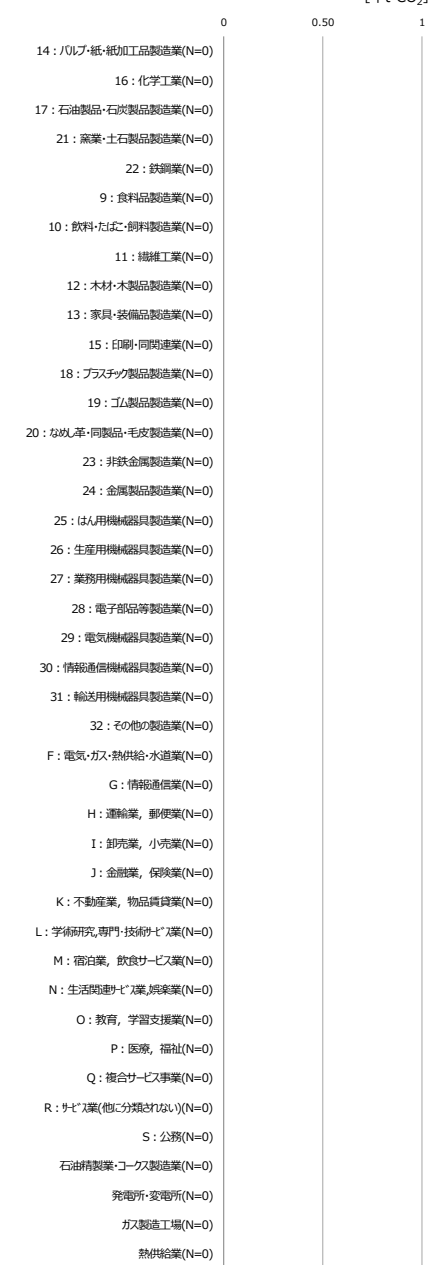 [千t-CO2]
0 0.50 1
14：パルプ・紙・紙加工品製造業(N=0)
16：化学工業(N=0)
17：石油製品・石炭製品製造業(N=0)
21：窯業・土石製品製造業(N=0)
22：鉄鋼業(N=0)
9：食料品製造業(N=0)
10：飲料・たばこ・飼料製造業(N=0)
11：繊維工業(N=0)
12：木材・木製品製造業(N=0)
13：家具・装備品製造業(N=0)
15：印刷・同関連業(N=0)
18：プラスチック製品製造業(N=0)
19：ゴム製品製造業(N=0)
20：なめし革・同製品・毛皮製造業(N=0)
23：非鉄金属製造業(N=0)
24：金属製品製造業(N=0)
25：はん用機械器具製造業(N=0)
26：生産用機械器具製造業(N=0)
27：業務用機械器具製造業(N=0)
28：電子部品等製造業(N=0)
29：電気機械器具製造業(N=0)
30：情報通信機械器具製造業(N=0)
31：輸送用機械器具製造業(N=0)
32：その他の製造業(N=0)
F：電気・ガス・熱供給・水道業(N=0)
G：情報通信業(N=0)
H：運輸業，郵便業(N=0)
I：卸売業，小売業(N=0)
J：金融業，保険業(N=0)
K：不動産業，物品賃貸業(N=0)
L：学術研究,専門・技術ｻｰﾋﾞｽ業(N=0)
M：宿泊業，飲食サービス業(N=0)
N：生活関連ｻｰﾋﾞｽ業,娯楽業(N=0)
O：教育，学習支援業(N=0)
P：医療，福祉(N=0)
Q：複合サービス事業(N=0)
R：ｻｰﾋﾞｽ業(他に分類されない)(N=0)
S：公務(N=0)
石油精製業・コークス製造業(N=0)
発電所・変電所(N=0)
ガス製造工場(N=0)
熱供給業(N=0)